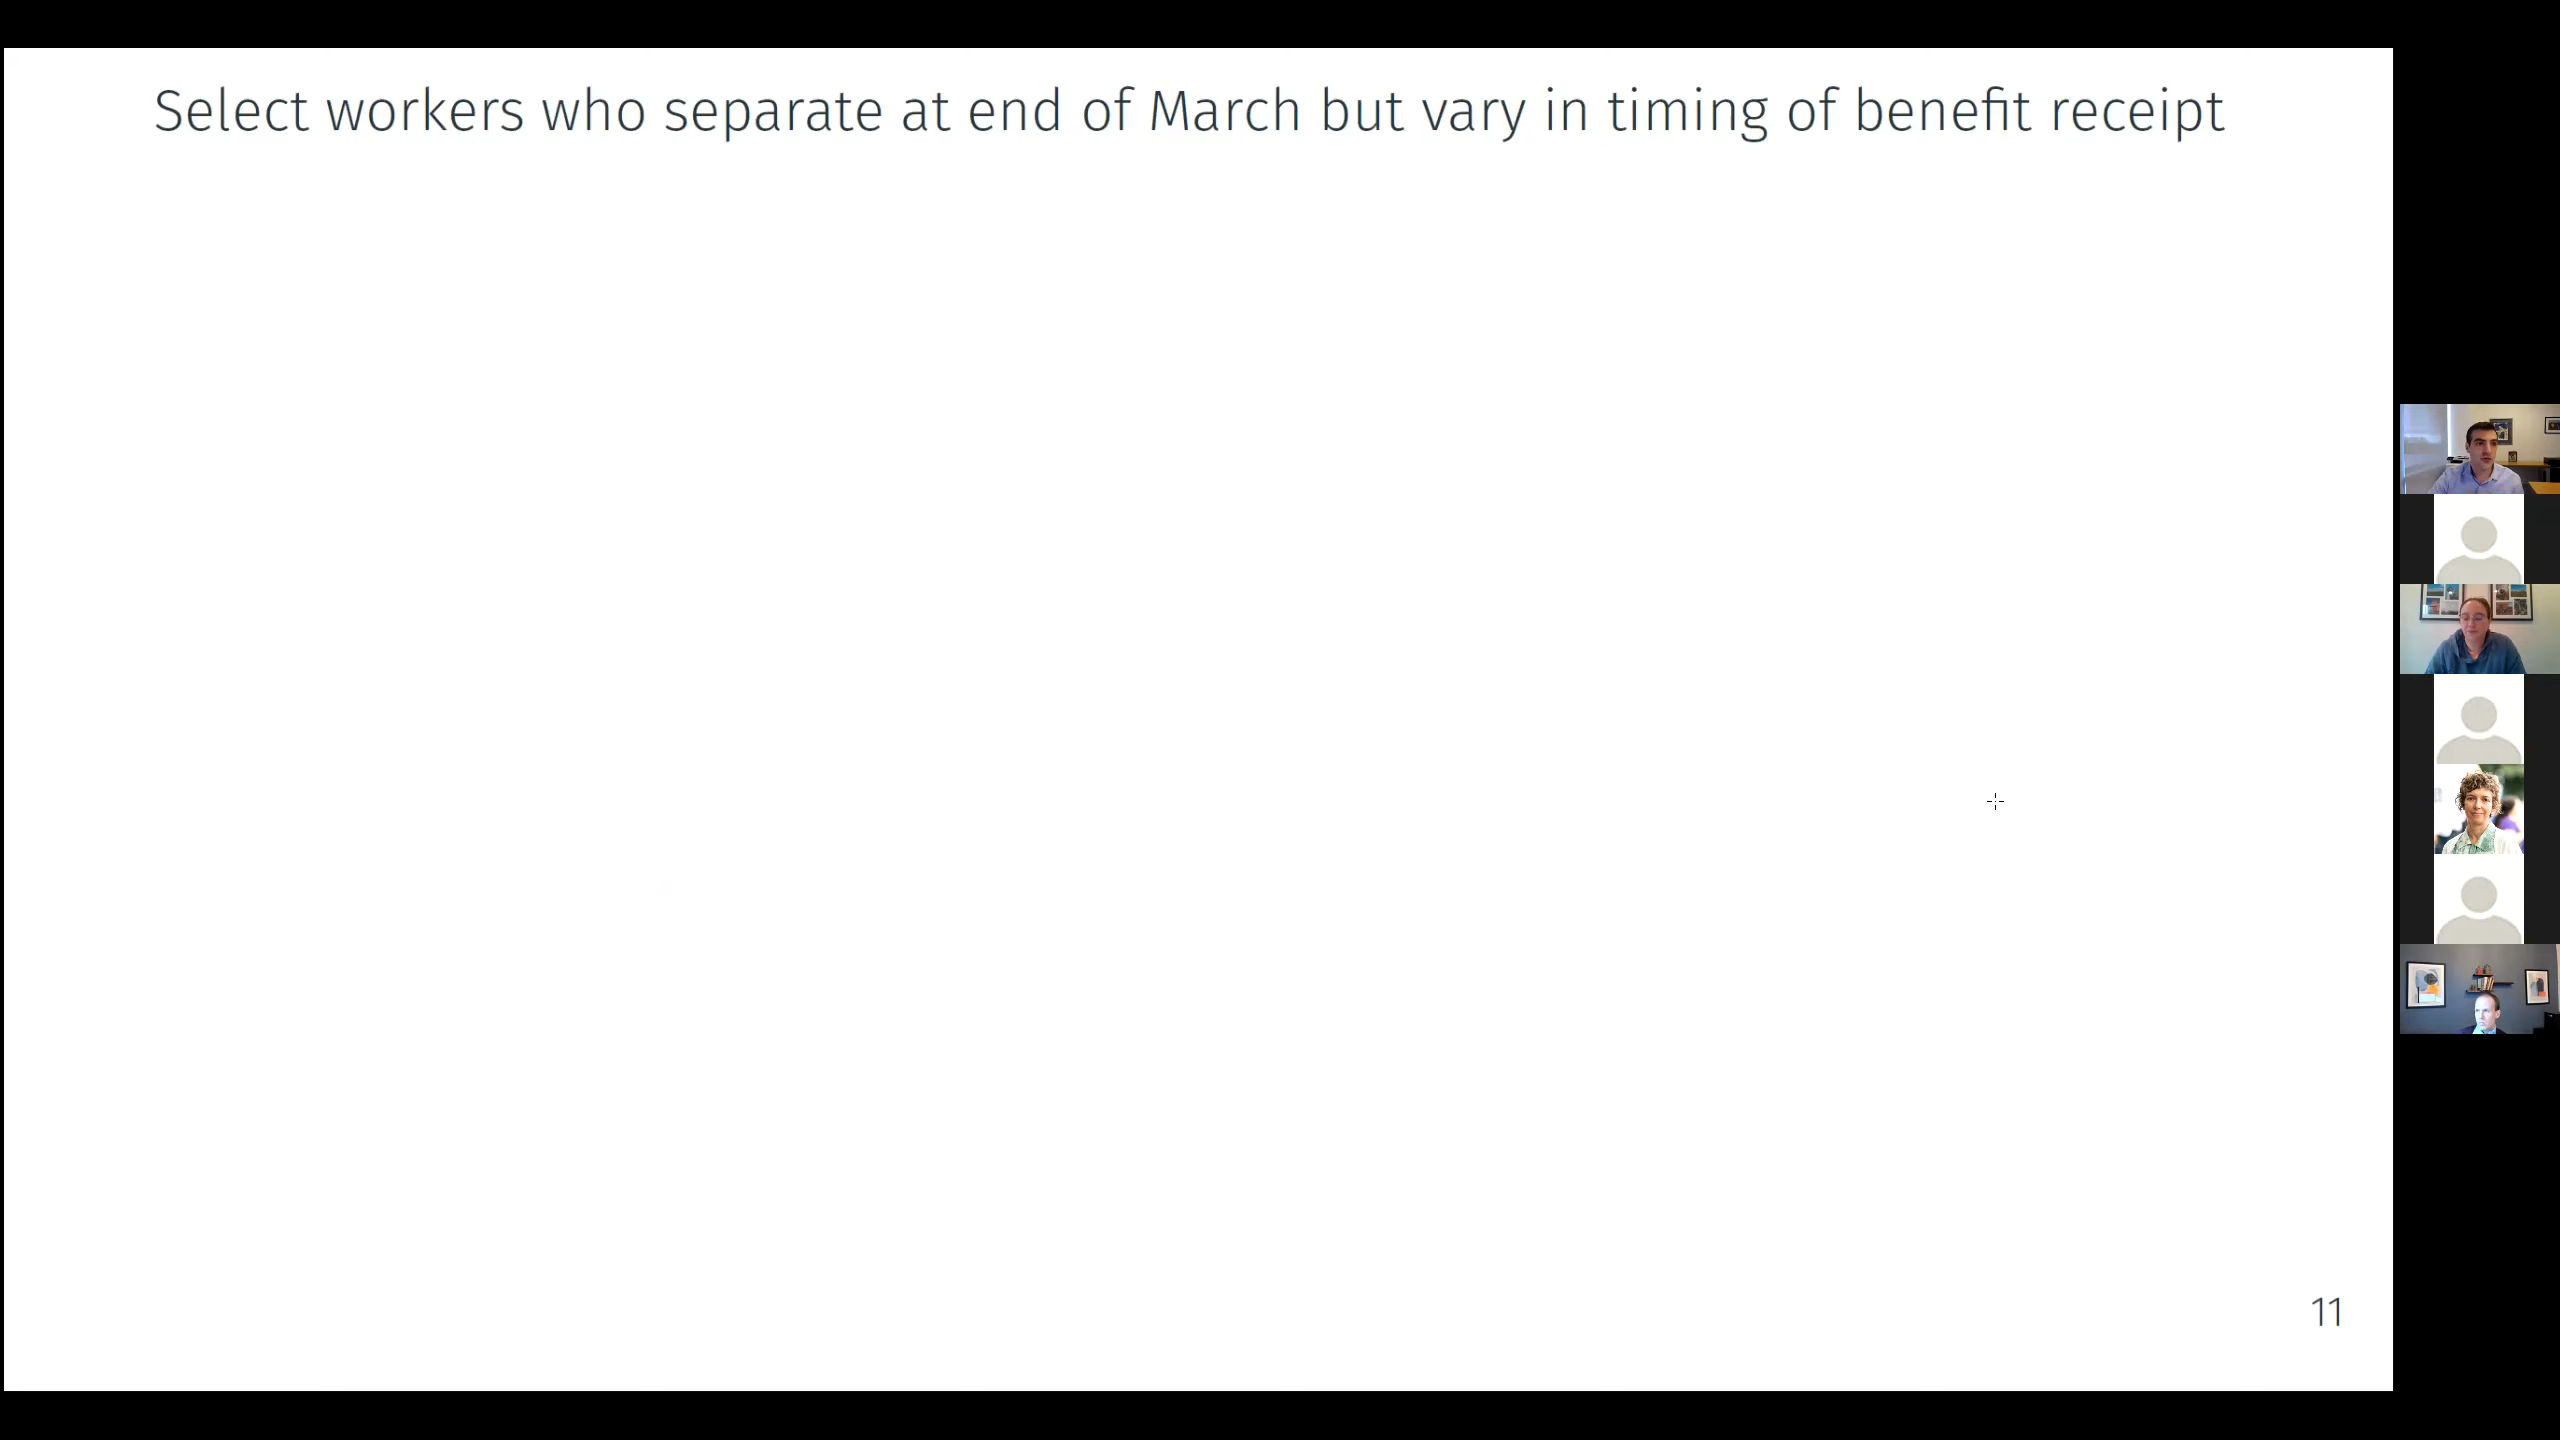 Select workers who separate at end of March but vary in timing of benefit receipt
11